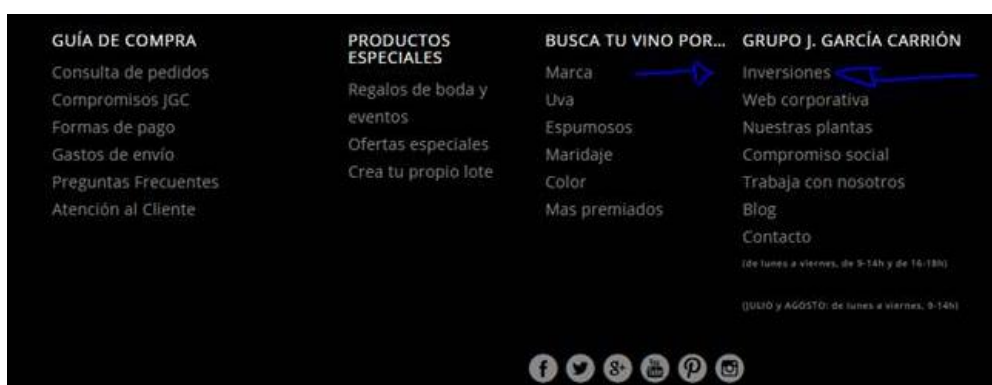 GUÍA DE COMPRA
Consulta de pedidos
Compromisos JGC
Formas de pago
Gastos de envío
Preguntas Frecuentes
Atención al Cliente
PRODUCTOS
ESPECIALES
Regalos de boda y
eventos
Ofertas especiales
Crea tu propio lote
BUSCA TU VINO POR...
Marca
Uva
Espumosos
Maridaje
Color
Mas premiados
GRUPO J. GARCÍA CARRIÓN
Inversiones
Web corporativa
Nuestras plantas
Compromiso social
Trabaja con nosotros
Blog
Contacto
(de lunes a viernes, de 9-14h y de 16-18h)
(JULIO y AGOSTO: de lunes a viernes, 9-14h)